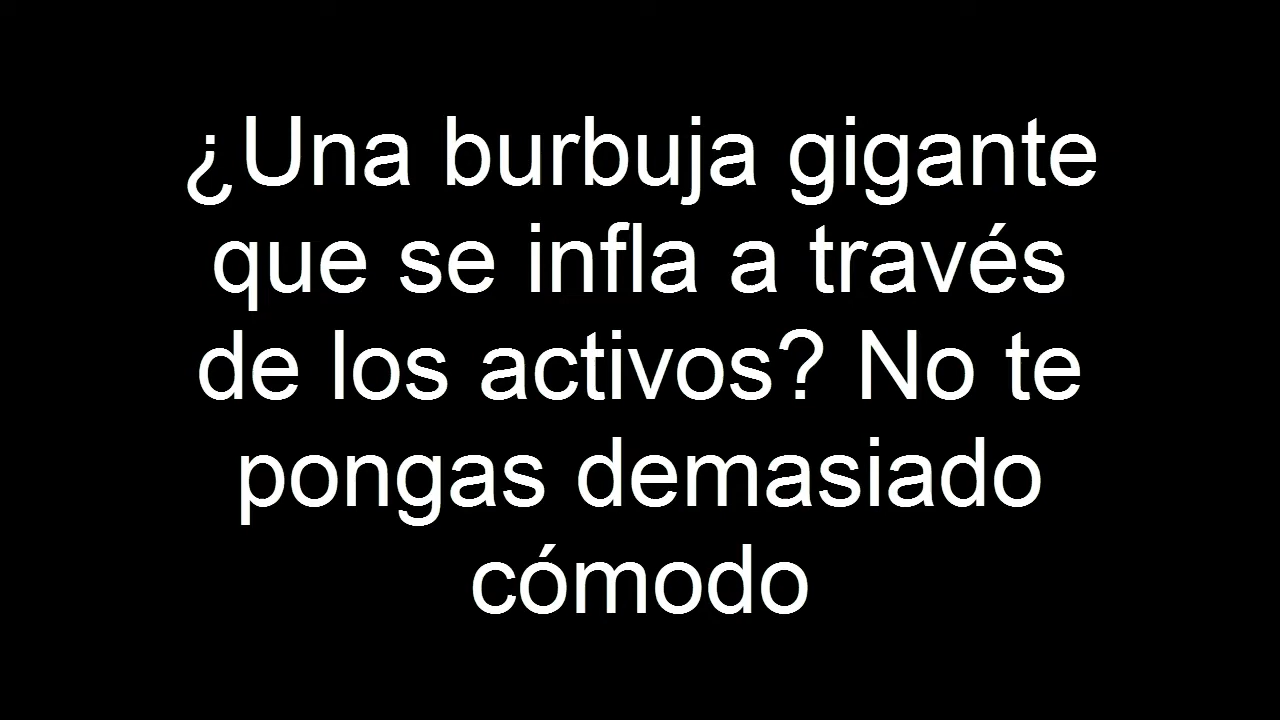 ¿Una burbuja gigante
que se infla a través
de los activos? No te
pongas demasiado
cómodo